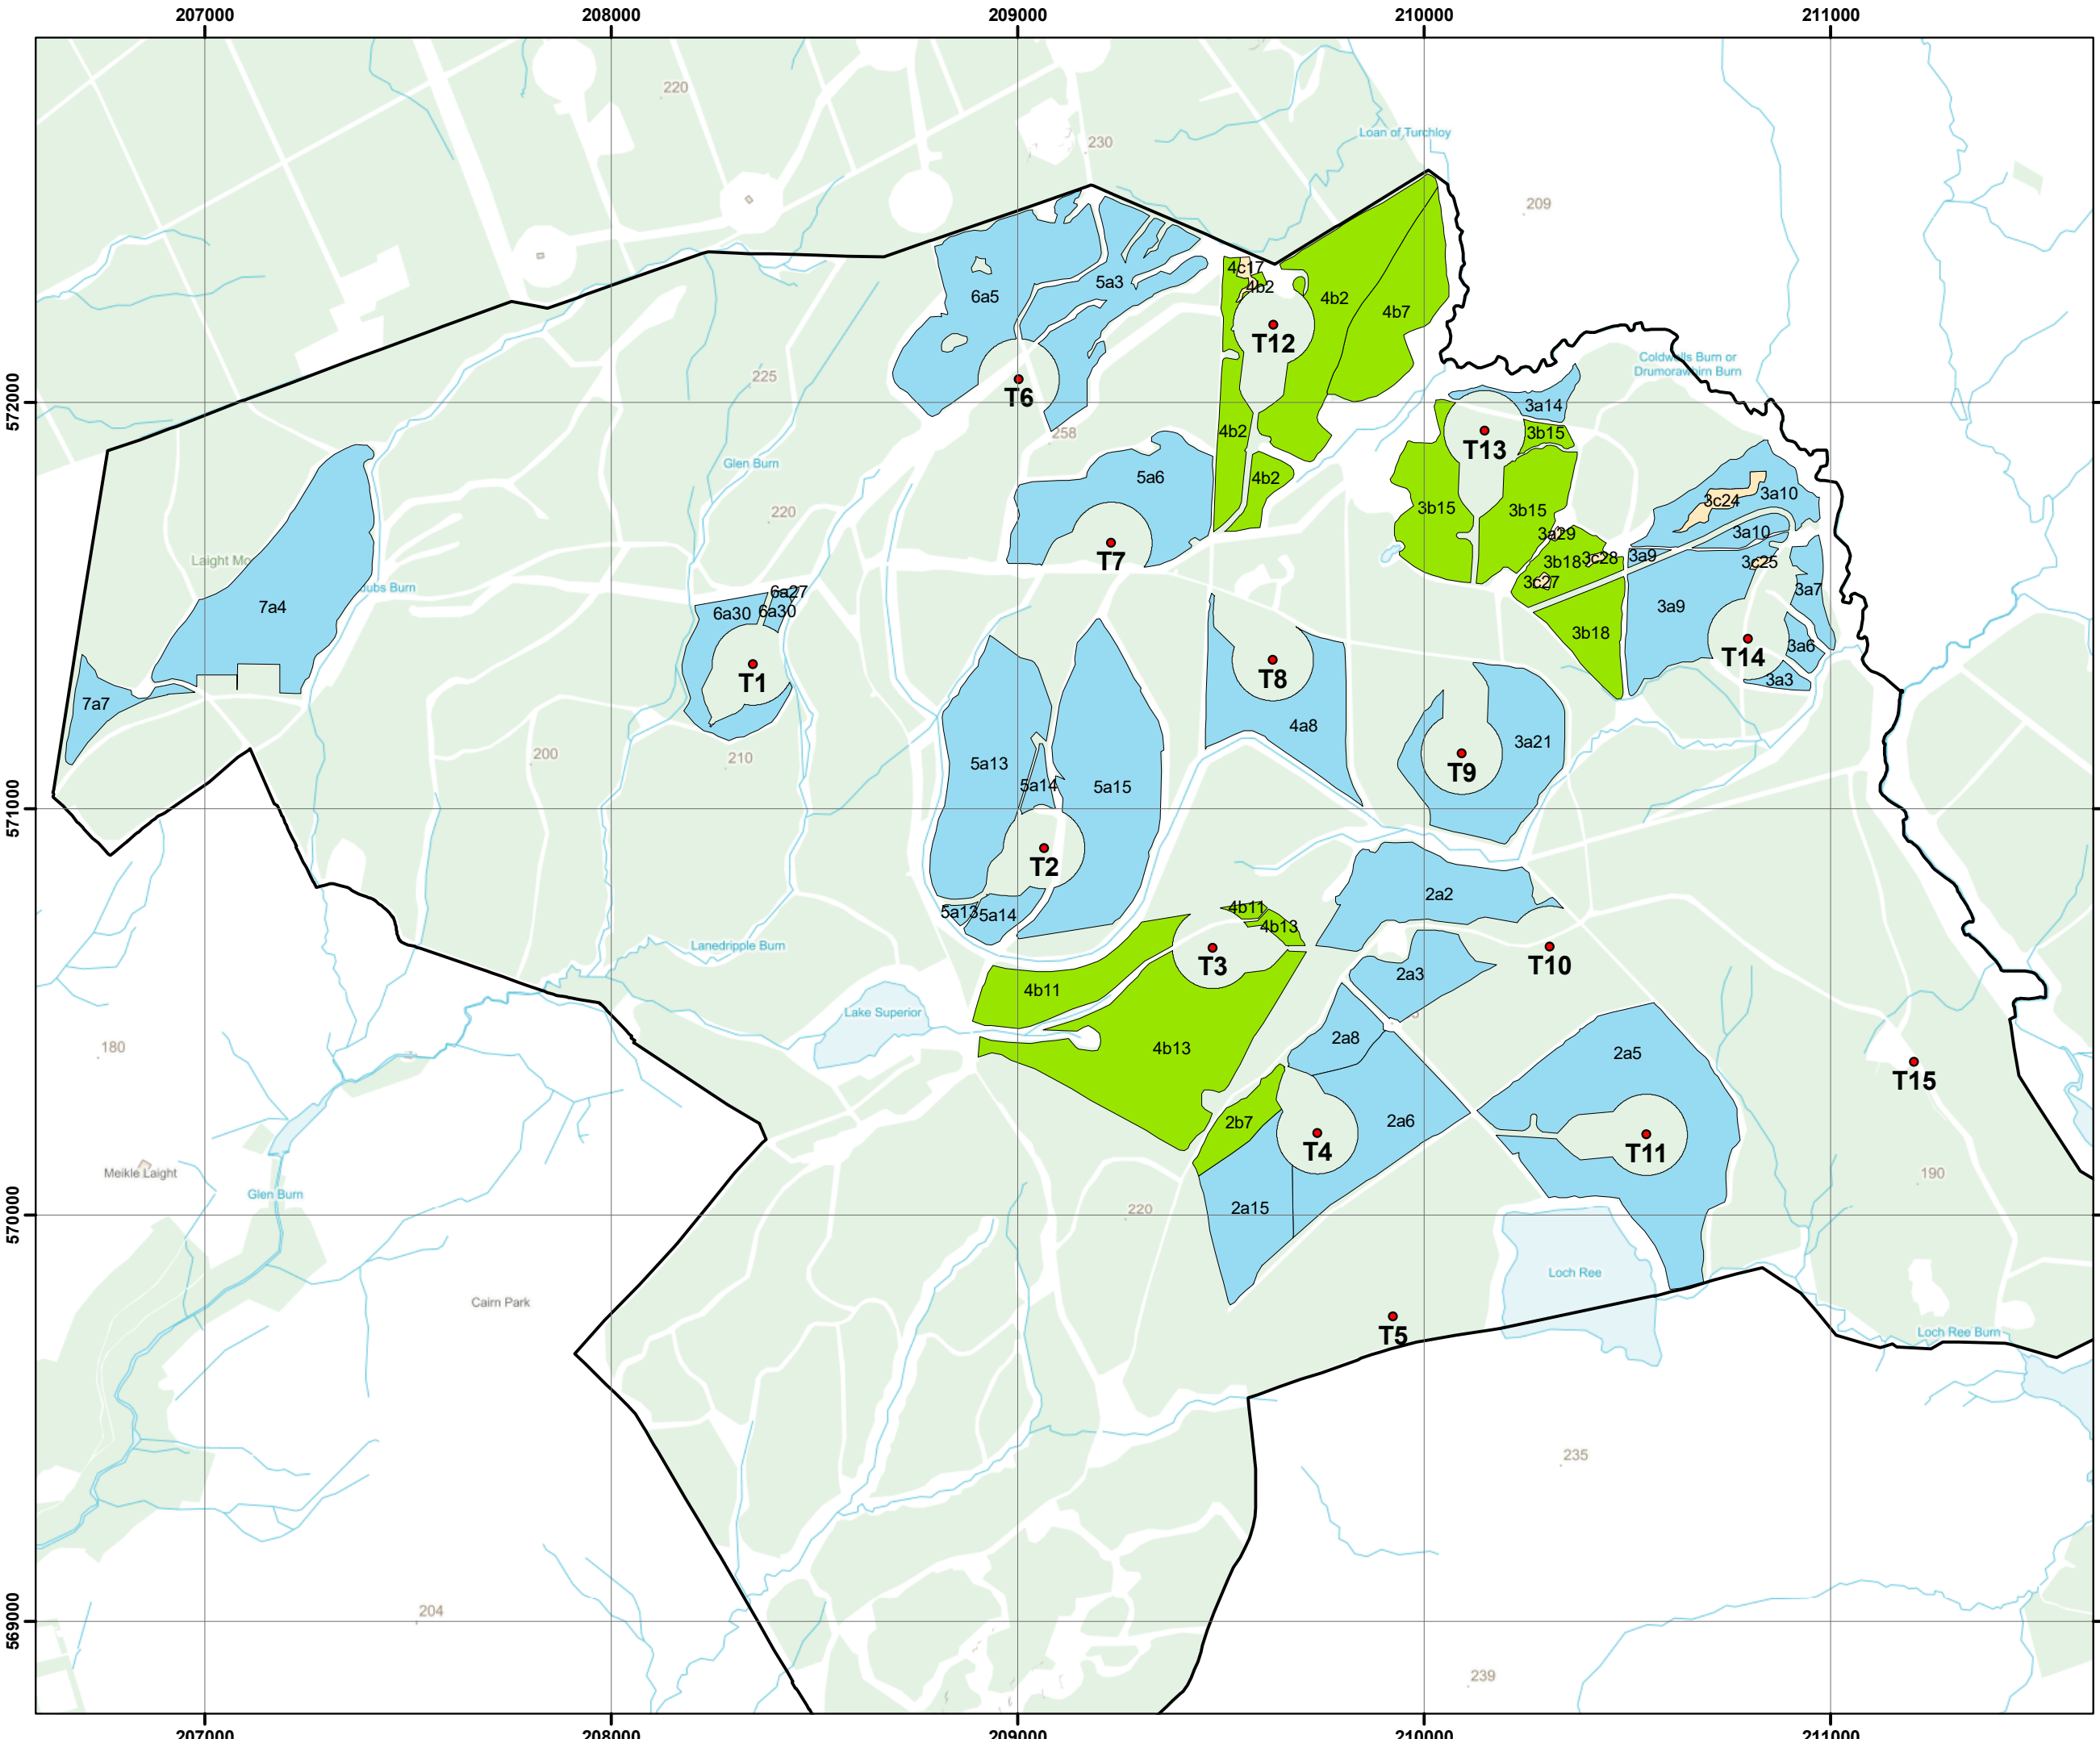 207000 208000 209000 210000 211000
220
Loan of Turchloy
230
209
4c17
4b2
5a3
6a5
4b2
4b7
T12
572000
225
T6
Coldwells Burn or
Drumorawhirn Burn
3a14
258
4b2
3b15
T13
Glen Burn
5a6
4b2
3a10
3c24
220
3b15
3b15
3a29
3a10
T7
3b18
3c28
3a9
3c25
Laight Mo
ubs Burn
6a27
3c27
3a7
7a4
6a30
6a30
3a9
3b18
3a6
T1
T8
T14
3a3
7a7
4a8
3a21
200
210
5a13
T9
5a14
5a15
571000
T2
2a2
5a13
5a14
4b11
4b13
Lanedripple Burn
T3
T10
2a3
4b11
Lake Superior
2a8
180
4b13
2a5
T15
2b7
2a6
T4
T11
Meikle Laight
190
Glen Burn
2a15
220
570000
Loch Ree
Cairn Park
T5
Loch Ree Burn
235
569000
204
239
207000 208000 209000 210000 211000